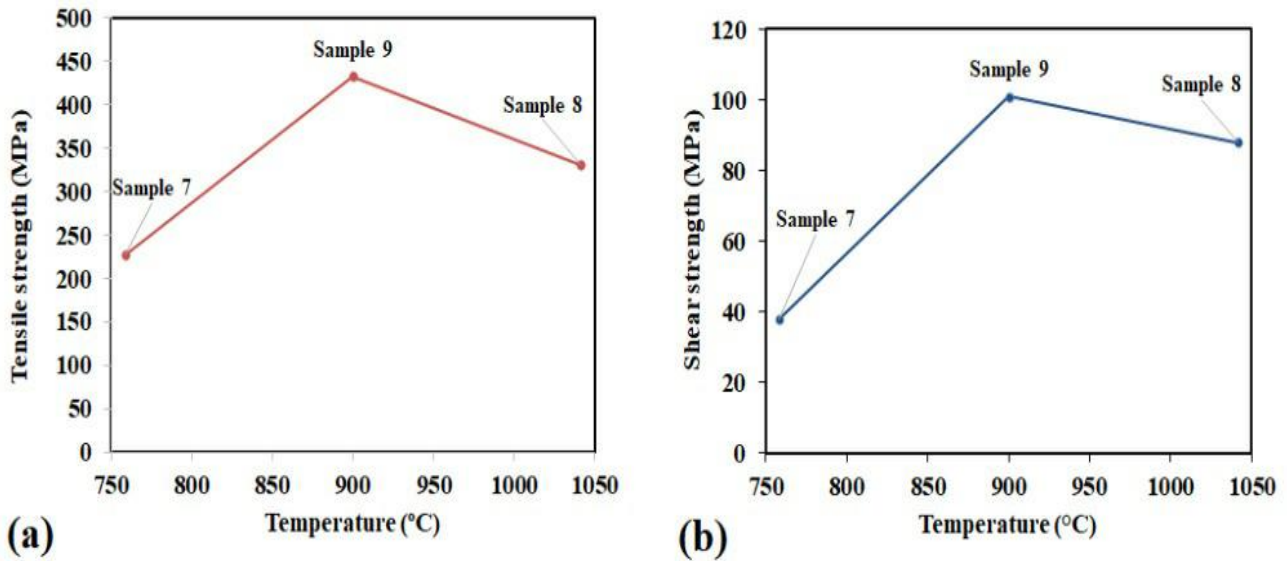 500
450
400
350
300
250
200
150
100
50
0
Tensile strength (MPa)
Sample 9
Sample 8
Sample 7
750 800 850 900 950 1000 1050
Temperature (ºC)
(a)
120
100
80
60
40
20
0
Shear strength (MPa)
Sample 9
Sample 8
Sample 7
750 800 850 900 950 1000 1050
Temperature (°C)
(b)